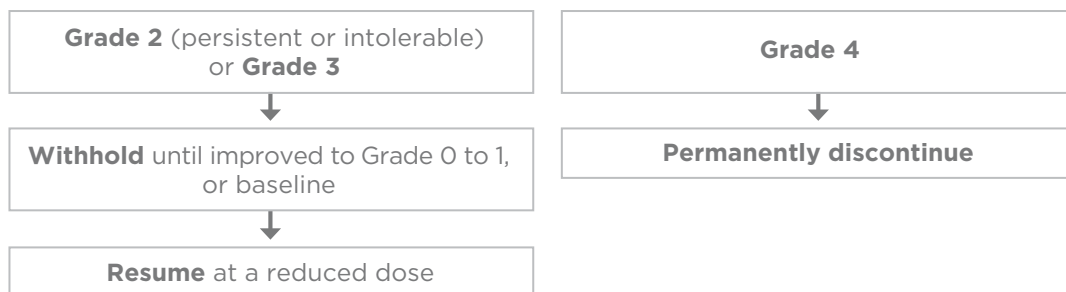 Grade 2 (persistent or intolerable)
or Grade 3
Withhold until improved to Grade 0 to 1,
or baseline
Resume at a reduced dose
Grade 4
Permanently discontinue